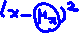 (x - μ_x)²